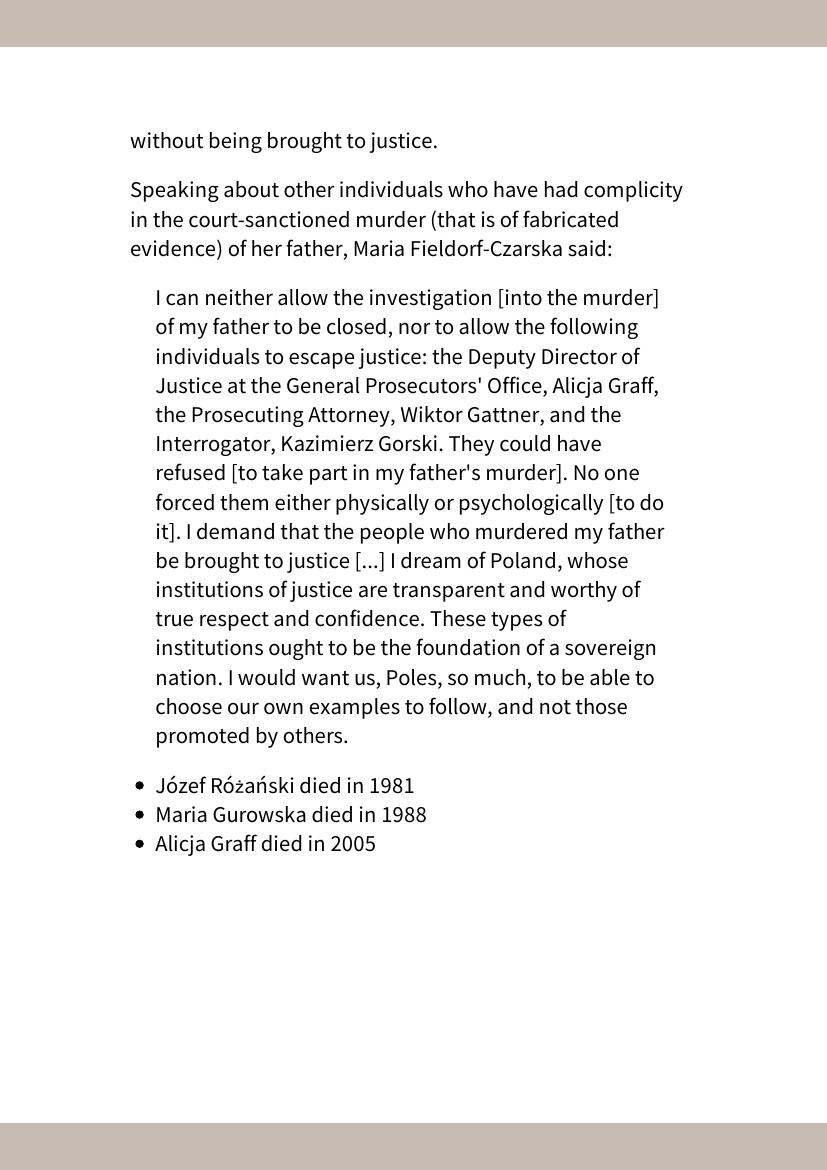 without being brought to justice.
Speaking about other individuals who have had complicity
in the court-sanctioned murder (that is of fabricated
evidence) of her father, Maria Fieldorf-Czarska said:
I can neither allow the investigation [into the murder]
of my father to be closed, nor to allow the following
individuals to escape justice: the Deputy Director of
Justice at the General Prosecutors' Office, Alicja Graff,
the Prosecuting Attorney, Wiktor Gattner, and the
Interrogator, Kazimierz Gorski. They could have
refused [to take part in my father's murder]. No one
forced them either physically or psychologically [to do
it]. I demand that the people who murdered my father
be brought to justice [...] I dream of Poland, whose
institutions of justice are transparent and worthy of
true respect and confidence. These types of
institutions ought to be the foundation of a sovereign
nation. I would want us, Poles, so much, to be able to
choose our own examples to follow, and not those
promoted by others.
• Józef Różański died in 1981
• Maria Gurowska died in 1988
• Alicja Graff died in 2005